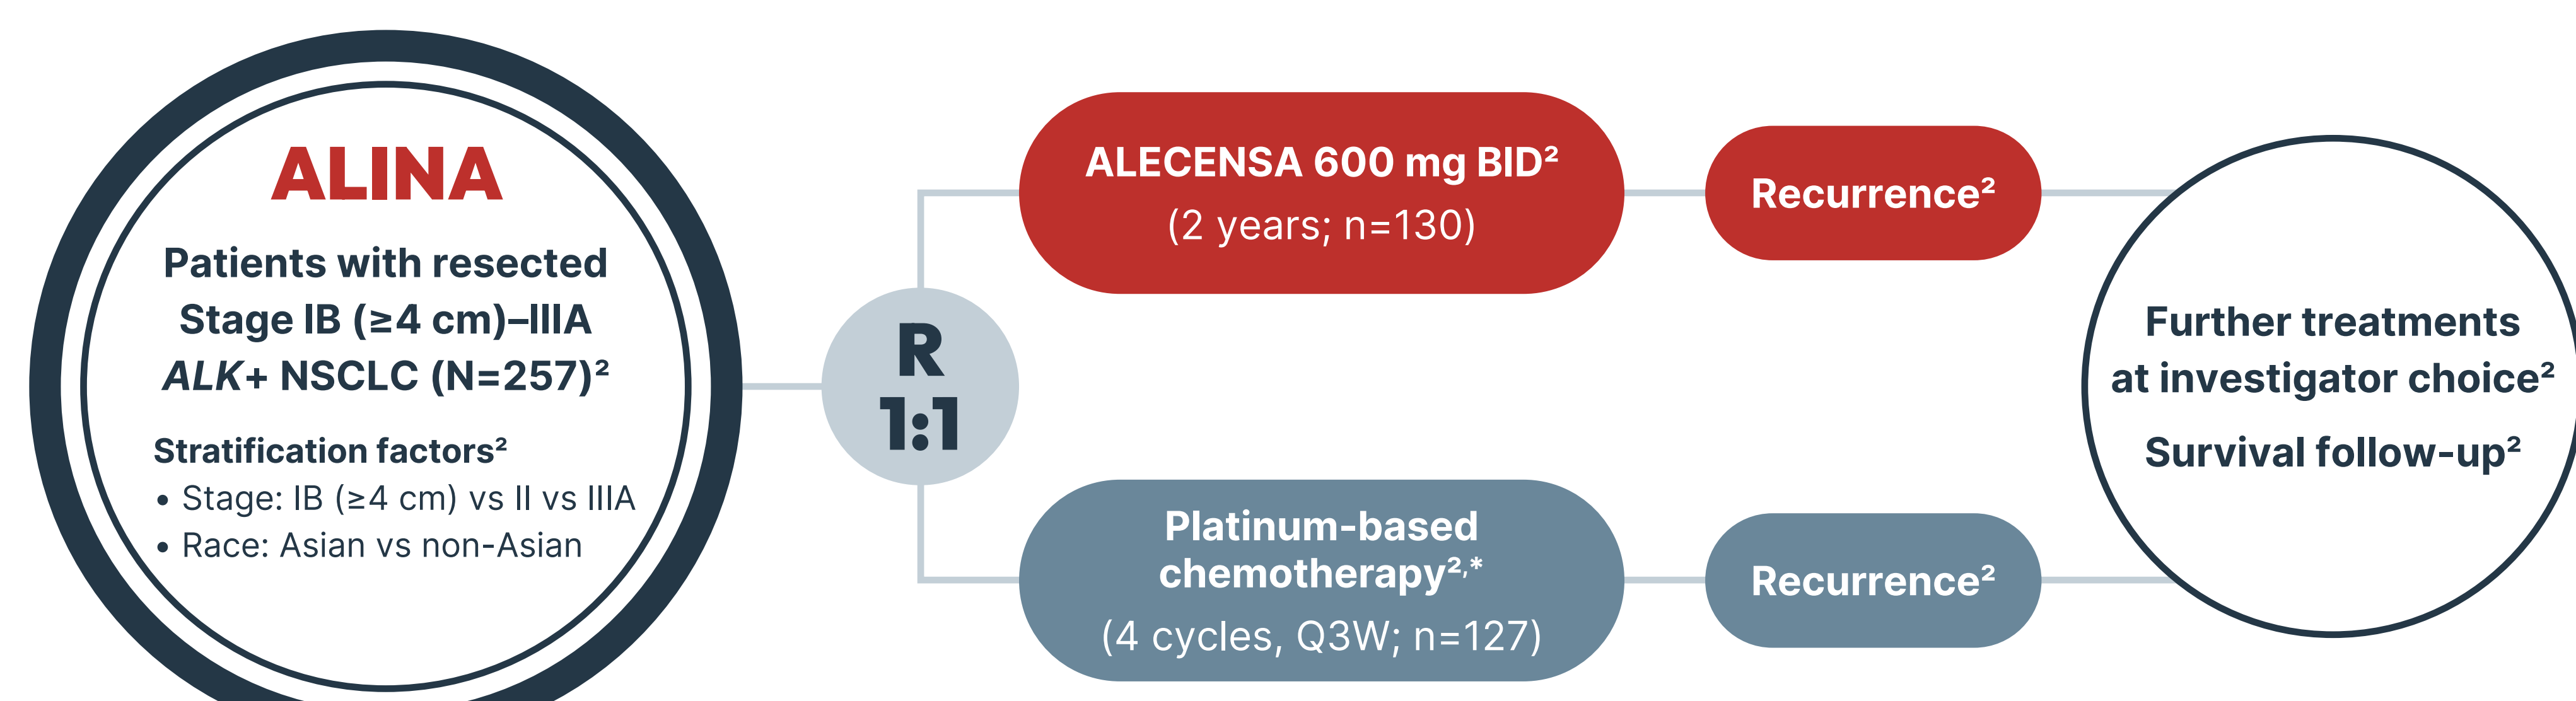 ALINA
Patients with resected
Stage IB (≥4 cm)–IIIA
ALK+ NSCLC (N=257)²
Stratification factors²
• Stage: IB (≥4 cm) vs II vs IIIA
• Race: Asian vs non-Asian
R
1:1
ALECENSA 600 mg BID²
(2 years; n=130)
Recurrence²
Platinum-based
chemotherapy²,*
(4 cycles, Q3W; n=127)
Recurrence²
Further treatments
at investigator choice²
Survival follow-up²